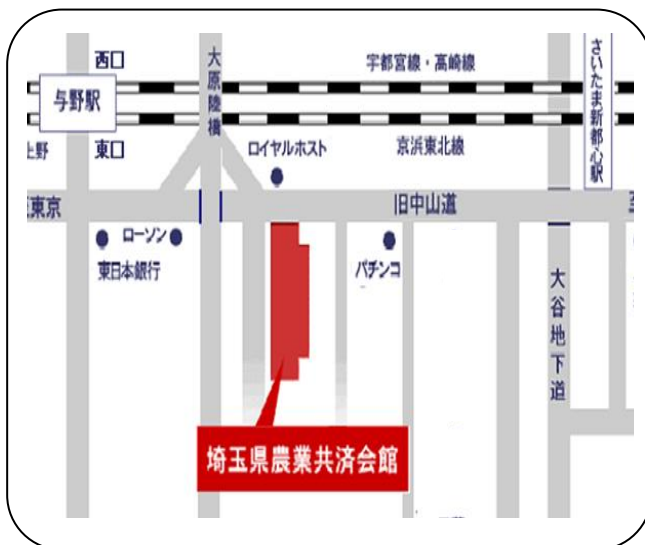 西口
大原陸橋
宇都宮線・高崎線
さいたま新都心駅
与野駅
上野
東口
ロイヤルホスト
京浜東北線
東京
旧中山道
ローソン
東日本銀行
パチンコ
大谷地下道
埼玉県農業共済会館